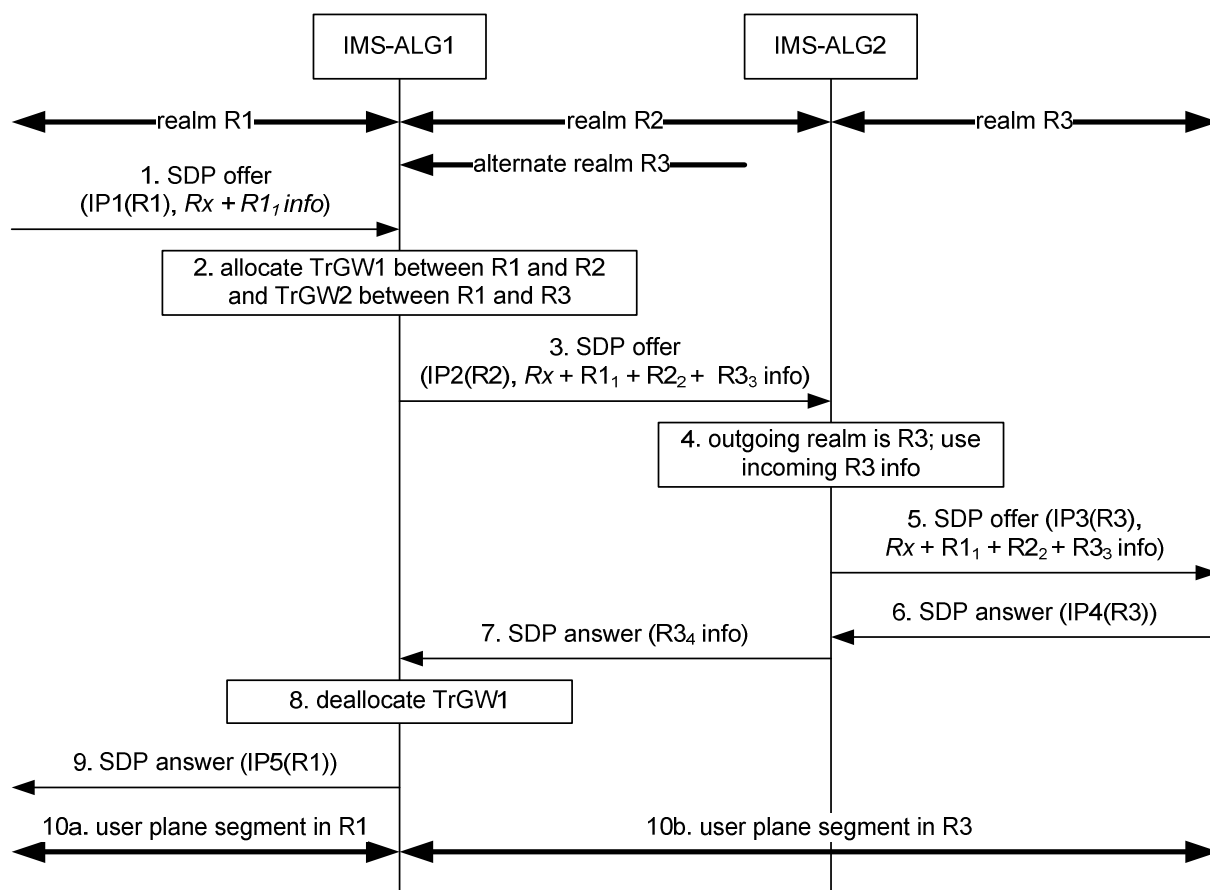 IMS-ALG1
IMS-ALG2
realm R1
realm R2
realm R3
alternate realm R3
1. SDP offer
(IP1(R1), Rx + R1₁ info)
2. allocate TrGW1 between R1 and R2
and TrGW2 between R1 and R3
3. SDP offer
(IP2(R2), Rx + R1₁ + R2₂ + R3₃ info)
4. outgoing realm is R3; use
incoming R3 info
5. SDP offer (IP3(R3),
Rx + R1₁ + R2₂ + R3₃ info)
6. SDP answer (IP4(R3))
7. SDP answer (R3₄ info)
8. deallocate TrGW1
9. SDP answer (IP5(R1))
10a. user plane segment in R1
10b. user plane segment in R3